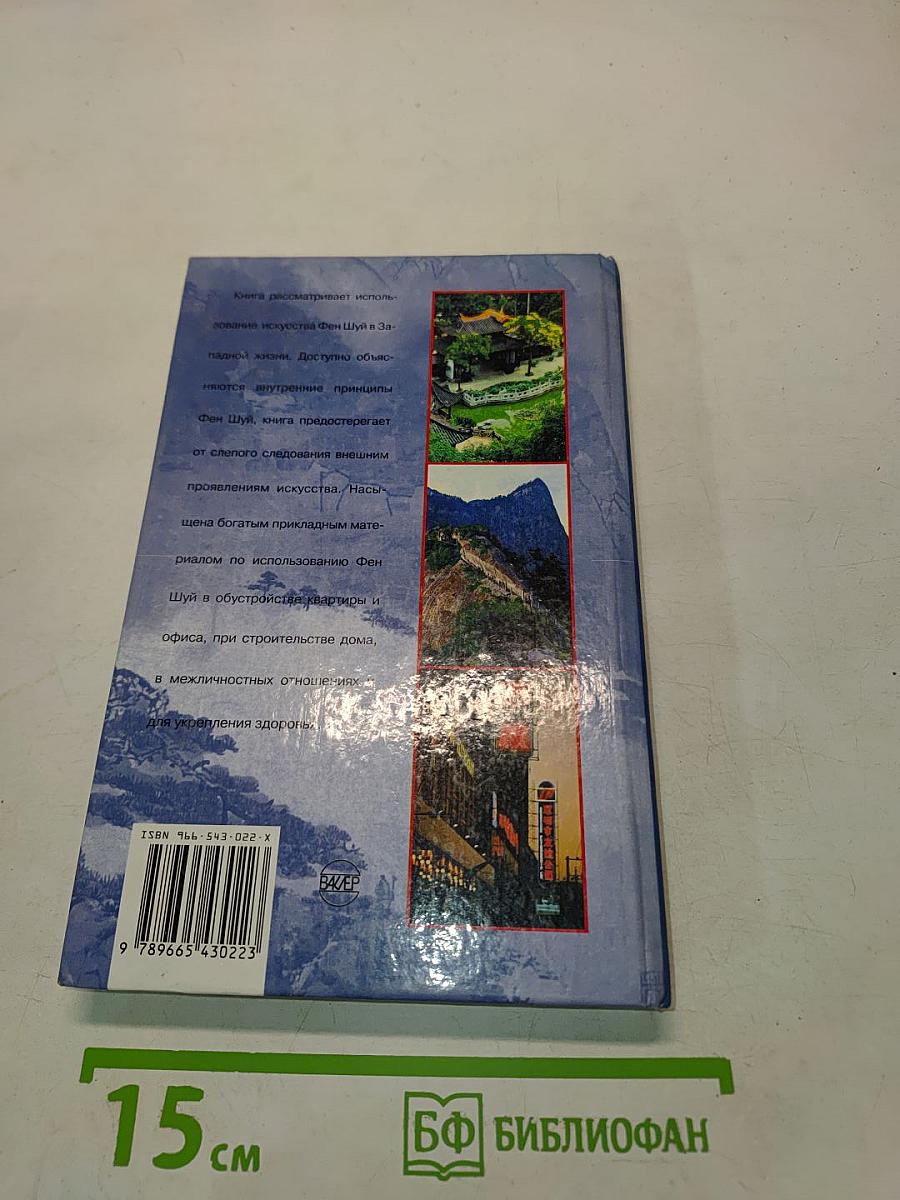 Книга рассматривает исполь-
зование искусства Фен Шуй в За-
падной жизни. Доступно объяс-
няются внутренние принципы
Фен Шуй, книга предостерегает
от слепого следования внешним
проявлениям искусства. Насы-
щена богатым прикладным мате-
риалом по использованию Фен
Шуй в обустройстве квартиры и
офиса, при строительстве дома,
в межличностных отношениях и
для укрепления здоровья.
ISBN 966-543-022-X
9 789665 430223
ВАКЛЕР
15 см
БФ БИБЛИОФАН